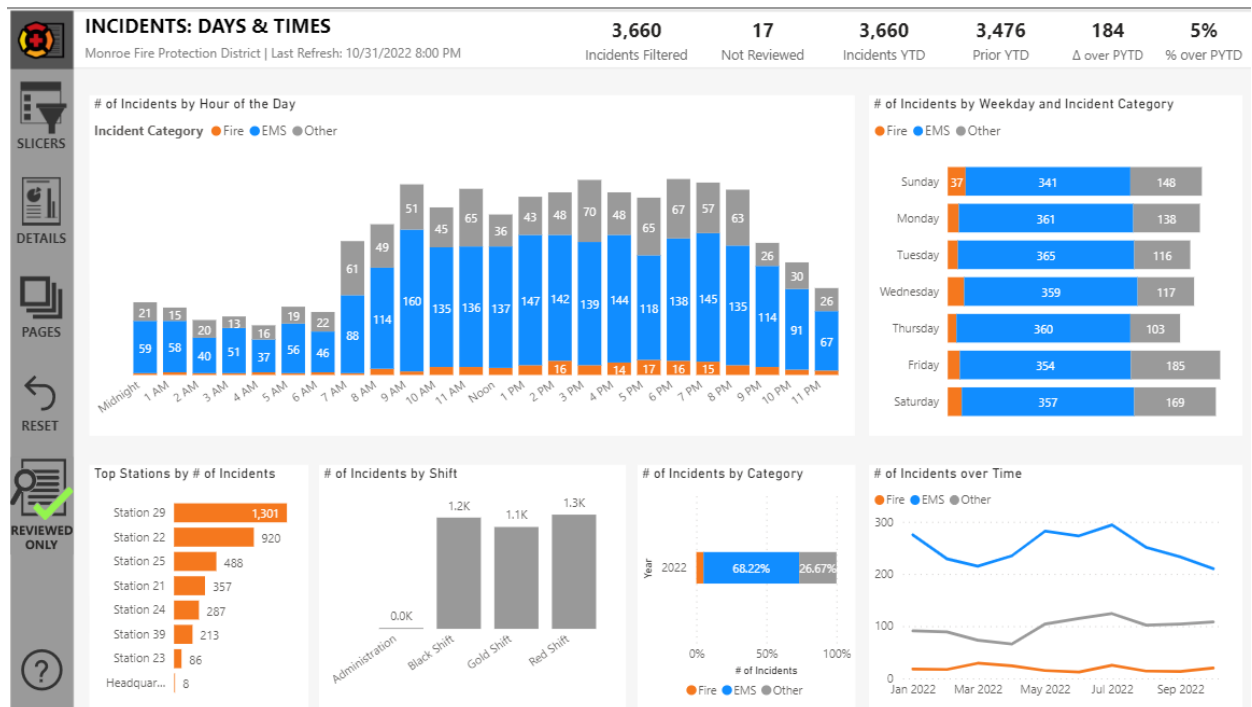 INCIDENTS: DAYS & TIMES
Monroe Fire Protection District | Last Refresh: 10/31/2022 8:00 PM
3,660 17 3,660 3,476 184 5%
Incidents Filtered Not Reviewed Incidents YTD Prior YTD Δ over PYTD % over PYTD
SLICERS
DETAILS
PAGES
RESET
REVIEWED
ONLY
?
# of Incidents by Hour of the Day
Incident Category Fire EMS Other
21 15 20 13 16 19 22 61 49 51 45 65 36 43 48 70 48 65 67 57 63 26 30 26
59 58 40 51 37 56 46 88 114 160 135 136 137 147 142 139 144 118 138 145 135 114 91 67
16 14 17 16 15
Midnight 1 AM 2 AM 3 AM 4 AM 5 AM 6 AM 7 AM 8 AM 9 AM 10 AM 11 AM Noon 1 PM 2 PM 3 PM 4 PM 5 PM 6 PM 7 PM 8 PM 9 PM 10 PM 11 PM
# of Incidents by Weekday and Incident Category
Fire EMS Other
Sunday 37 341 148
Monday 361 138
Tuesday 365 116
Wednesday 359 117
Thursday 360 103
Friday 354 185
Saturday 357 169
Top Stations by # of Incidents
Station 29 1,301
Station 22 920
Station 25 488
Station 21 357
Station 24 287
Station 39 213
Station 23 86
Headquar... 8
# of Incidents by Shift
0.0K 1.2K 1.1K 1.3K
Administration Black Shift Gold Shift Red Shift
# of Incidents by Category
Year
2022 68.22% 26.67%
0% 50% 100%
# of Incidents
Fire EMS Other
# of Incidents over Time
Fire EMS Other
300
200
100
0
Jan 2022 Mar 2022 May 2022 Jul 2022 Sep 2022